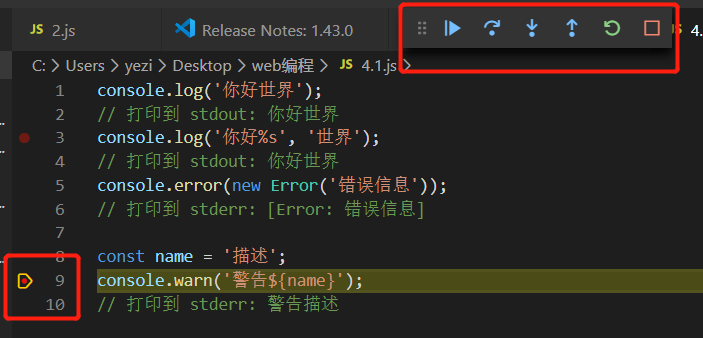 JS 2.js Release Notes: 1.43.0 JS 4.
C: > Users > yezi > Desktop > web编程 > JS 4.1.js >
1 console.log('你好世界');
2 // 打印到 stdout: 你好世界
3 console.log('你好%s', '世界');
4 // 打印到 stdout: 你好世界
5 console.error(new Error('错误信息'));
6 // 打印到 stderr: [Error: 错误信息]
7
8 const name = '描述';
9 console.warn('警告${name}');
10 // 打印到 stderr: 警告描述